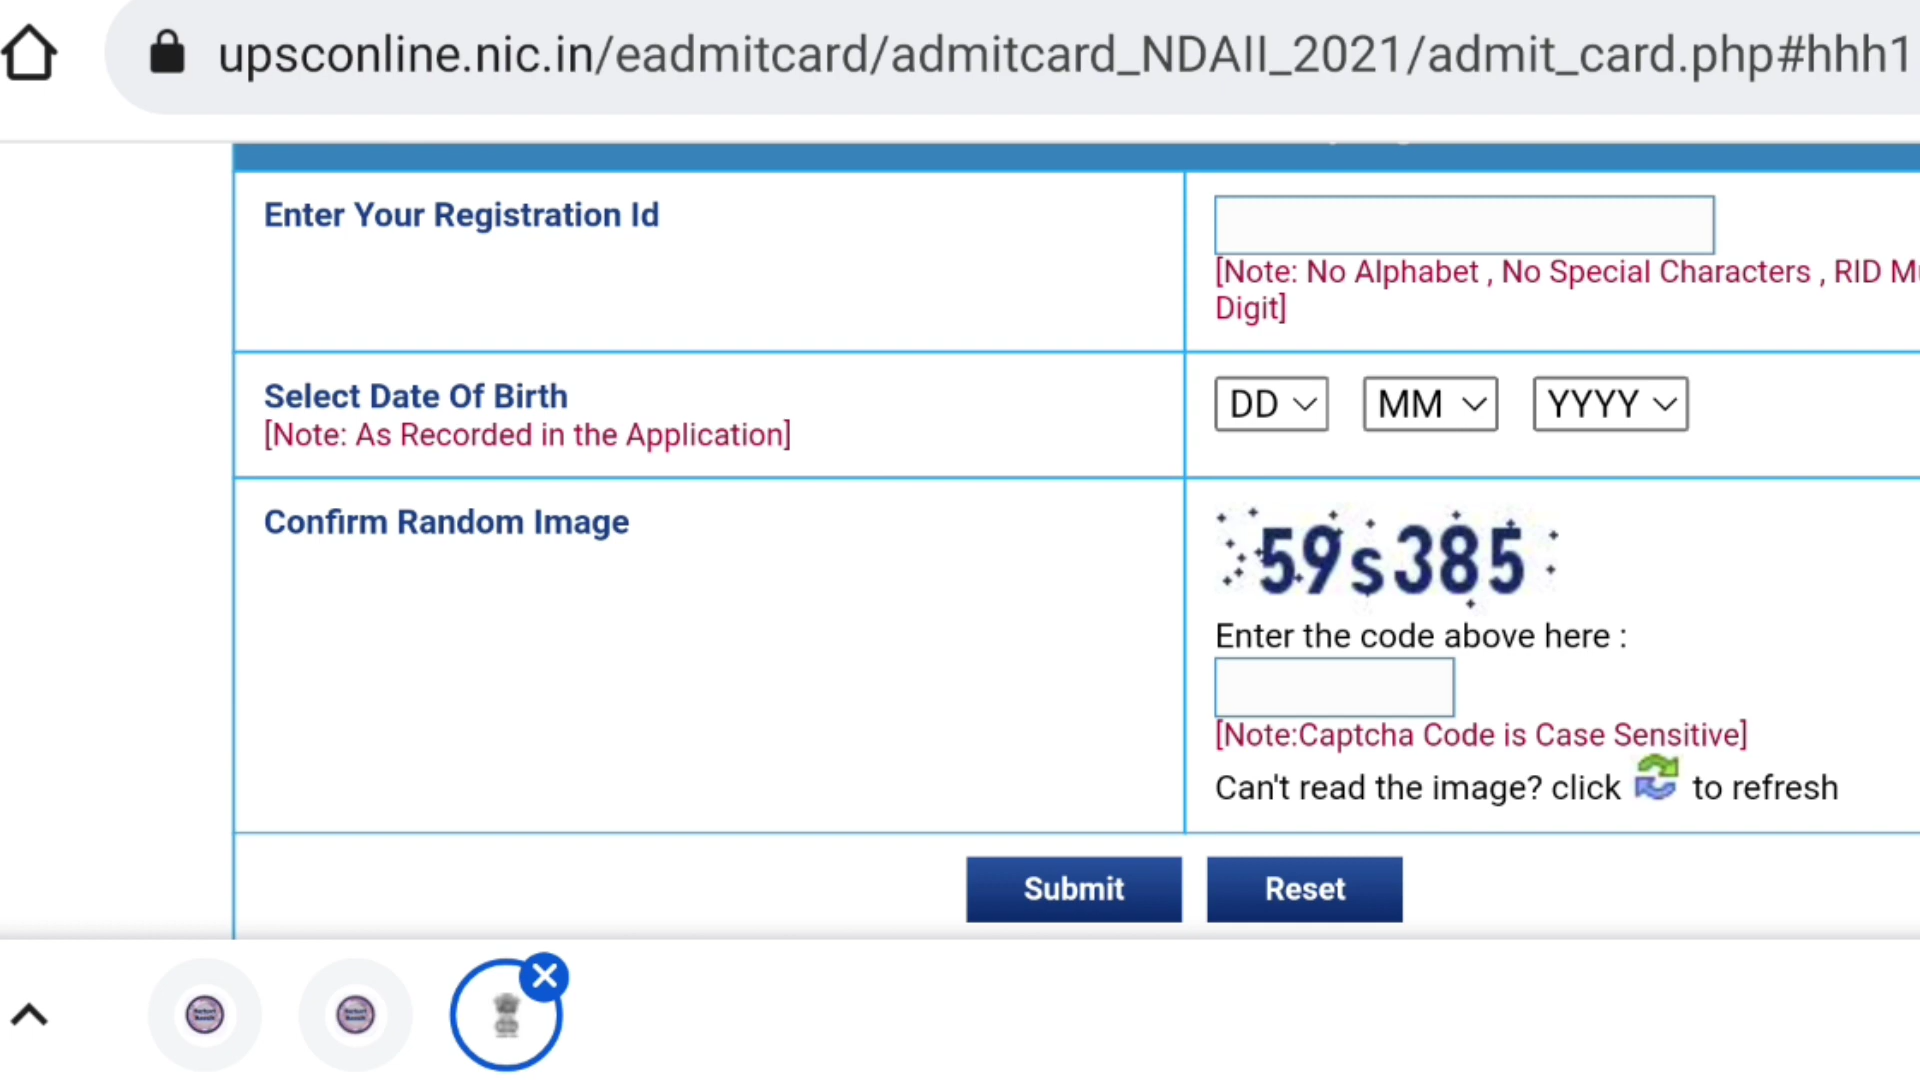 upsconline.nic.in/eadmitcard/admitcard_NDAII_2021/admit_card.php#hhh1
Enter Your Registration Id
[Note: No Alphabet , No Special Characters , RID
Digit]
Select Date Of Birth
[Note: As Recorded in the Application]
DD MM YYYY
Confirm Random Image
59s385
Enter the code above here :
[Note:Captcha Code is Case Sensitive]
Can't read the image? click to refresh
Submit Reset